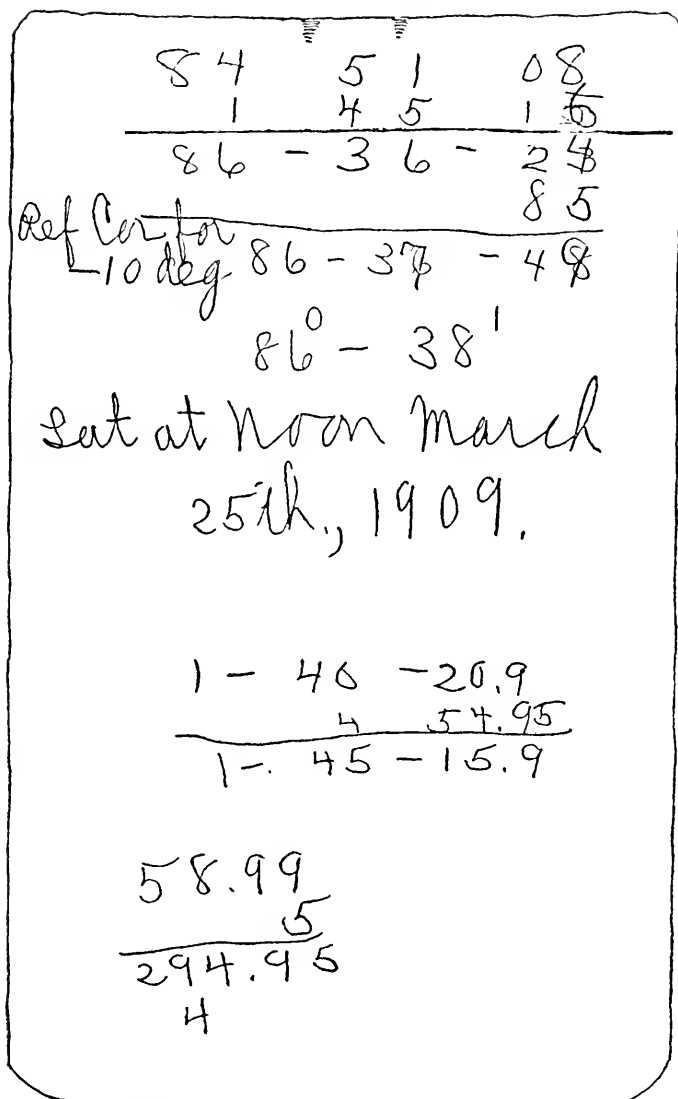 84 51 08
1 45 16
86 - 36 - 24
85
Ref Cor for
-10 deg 86 - 37 - 49
86° - 38'
Lat at noon March
25th., 1909.
1 - 40 - 20.9
4 54.95
1 - 45 - 15.9
58.99
5
294.95
4